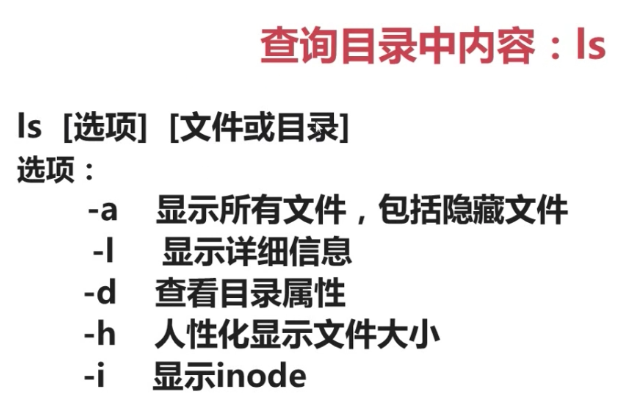 查询目录中内容：ls
ls [选项] [文件或目录]
选项：
-a 显示所有文件，包括隐藏文件
-l 显示详细信息
-d 查看目录属性
-h 人性化显示文件大小
-i 显示inode